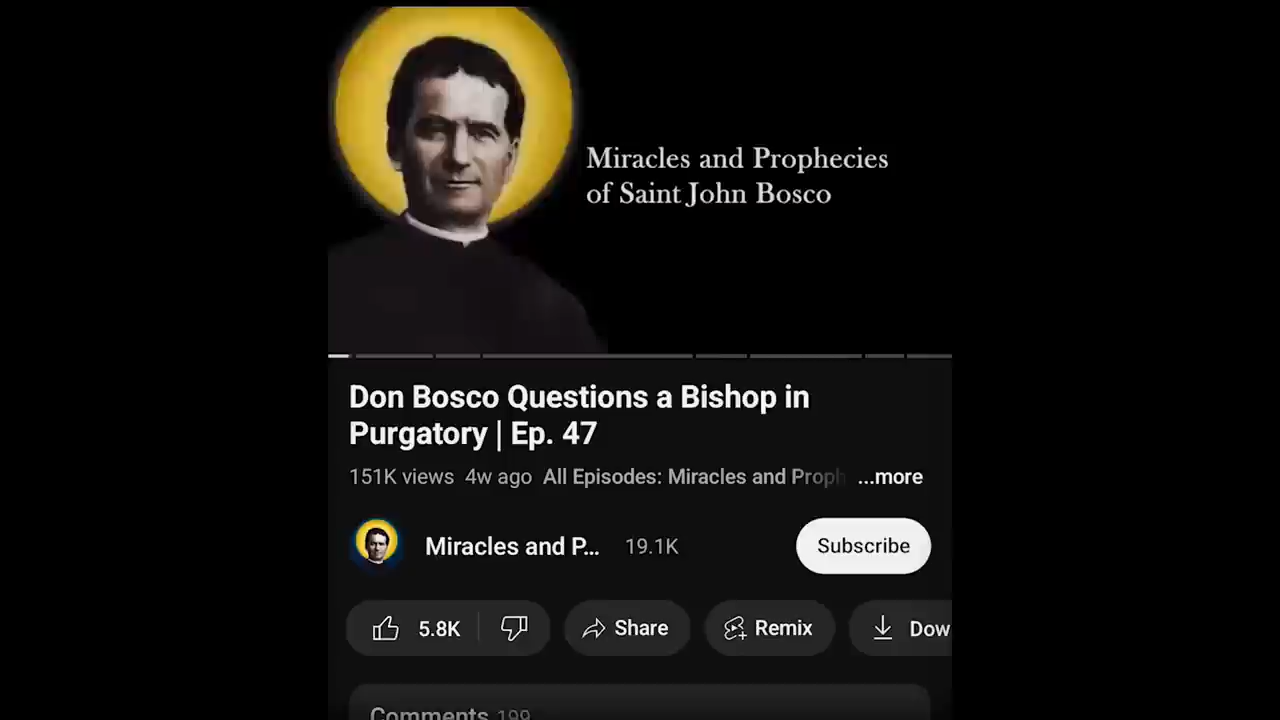 Miracles and Prophecies
of Saint John Bosco
Don Bosco Questions a Bishop in
Purgatory | Ep. 47
151K views 4w ago All Episodes: Miracles and Proph ...more
Miracles and P... 19.1K Subscribe
5.8K Share Remix Dow
Comments 199